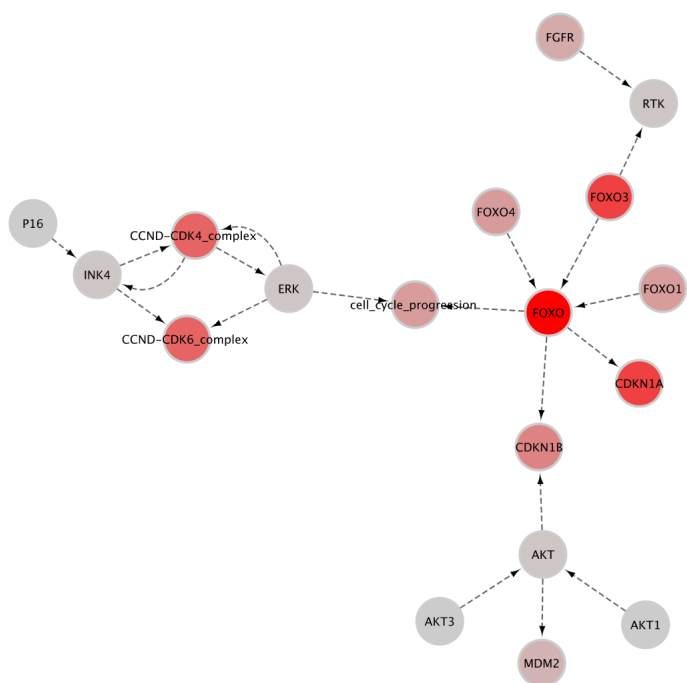 FGFR
RTK
FOXO3
FOXO4
P16
CCND-CDK4_complex
INK4
ERK
FOXO1
cell_cycle_progression
FOXO
CCND-CDK6_complex
CDKN1A
CDKN1B
AKT
AKT3
AKT1
MDM2